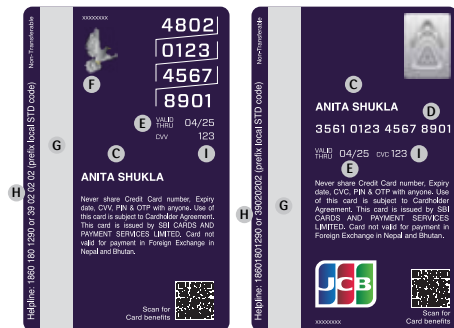 xxxxxxxx
Non-Transferable
4802
0123
4567
8901
F
E
VALID
THRU
04/25
CVV
123
C
I
G
H
ANITA SHUKLA
Never share Credit Card number, Expiry
date, CVV, PIN & OTP with anyone. Use of
this card is subject to Cardholder Agreement.
This card is issued by SBI CARDS AND
PAYMENT SERVICES LIMITED. Card not
valid for payment in Foreign Exchange in
Nepal and Bhutan.
Helpline: 1860 180 1290 or 39 02 02 02 (prefix local STD code)
Scan for
Card benefits
Non-Transferable
C
ANITA SHUKLA
D
3561 0123 4567 8901
VALID
THRU
04/25 CVC 123
I
E
G
H
Never share Credit Card number, Expiry
date, CVC, PIN & OTP with anyone. Use of
this card is subject to Cardholder
Agreement. This card is issued by SBI
CARDS AND PAYMENT SERVICES
LIMITED. Card not valid for payment in
Foreign Exchange in Nepal and Bhutan.
Helpline: 18601801290 or 39020202 (prefix local STD code)
JCB
Scan for
Card benefits
xxxxxxxx